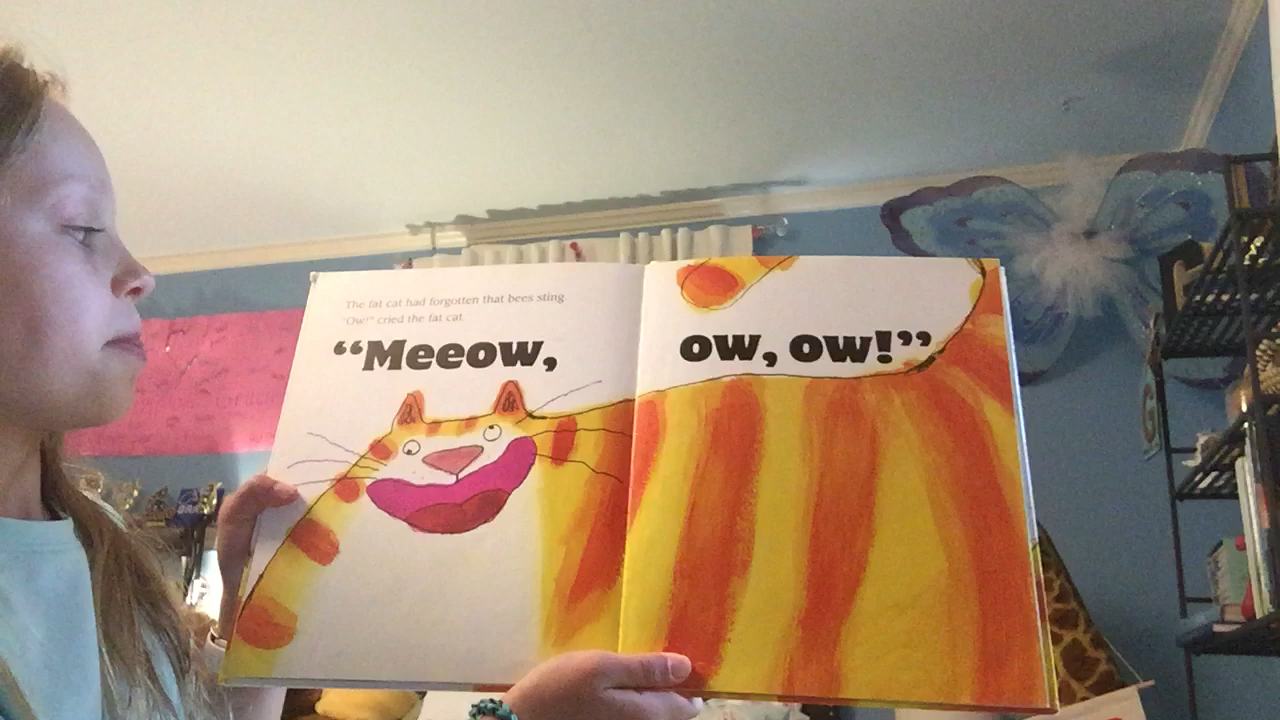 The fat cat had forgotten that bees sting.
"Ow!" cried the fat cat.
“Meeow,
ow, ow!”